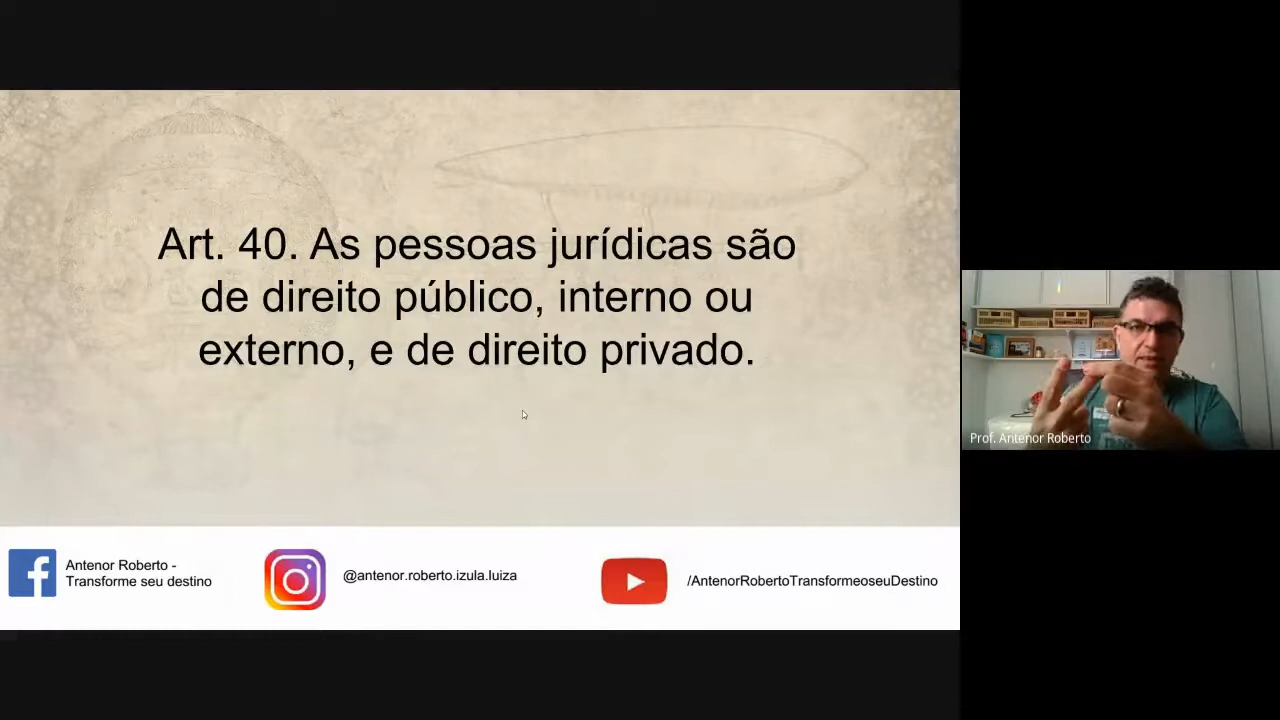 Art. 40. As pessoas jurídicas são
de direito público, interno ou
externo, e de direito privado.
Prof. Antenor Roberto
Antenor Roberto -
Transforme seu destino
@antenor.roberto.izula.luiza
/AntenorRobertoTransformeoseuDestino